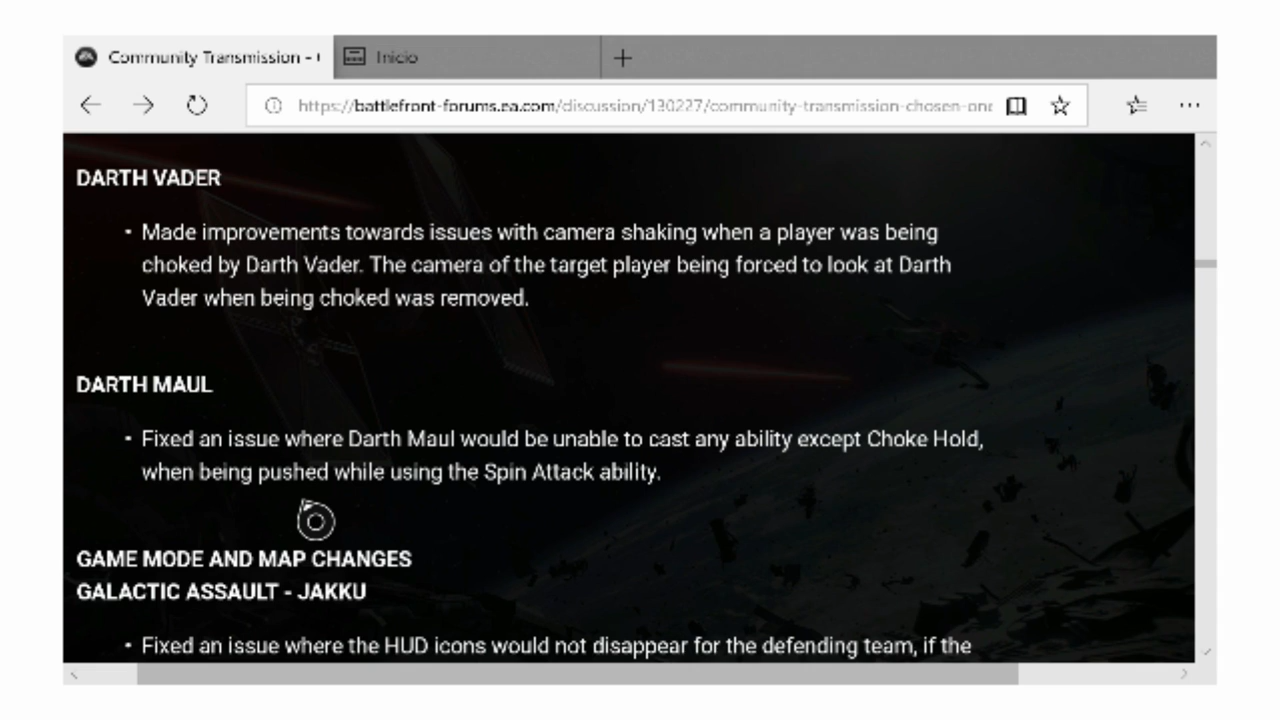 Community Transmission -
Inicio
https://battlefront-forums.ea.com/discussion/130227/community-transmission-chosen-one
DARTH VADER
• Made improvements towards issues with camera shaking when a player was being
choked by Darth Vader. The camera of the target player being forced to look at Darth
Vader when being choked was removed.
DARTH MAUL
• Fixed an issue where Darth Maul would be unable to cast any ability except Choke Hold,
when being pushed while using the Spin Attack ability.
GAME MODE AND MAP CHANGES
GALACTIC ASSAULT - JAKKU
• Fixed an issue where the HUD icons would not disappear for the defending team, if the